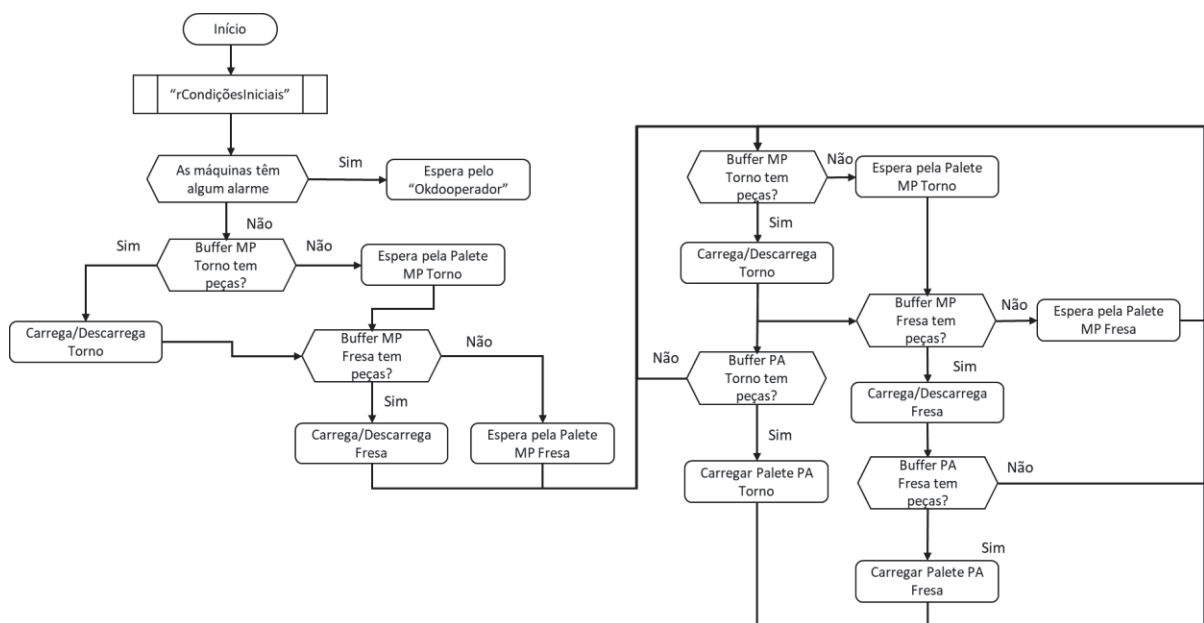 Início
“rCondiçõesIniciais”
As máquinas têm
algum alarme
Sim
Espera pelo
“Okdooperador”
Não
Sim
Buffer MP
Torno tem
peças?
Não
Espera pela Palete
MP Torno
Carrega/Descarrega
Torno
Buffer MP
Fresa tem
peças?
Não
Sim
Carrega/Descarrega
Fresa
Espera pela Palete
MP Fresa
Buffer MP
Torno tem
peças?
Não
Espera pela Palete
MP Torno
Sim
Carrega/Descarrega
Torno
Buffer MP
Fresa tem
peças?
Não
Espera pela Palete
MP Fresa
Não
Buffer PA
Torno tem
peças?
Sim
Carrega/Descarrega
Fresa
Sim
Carregar Palete PA
Torno
Buffer PA
Fresa tem
peças?
Não
Sim
Carregar Palete PA
Fresa